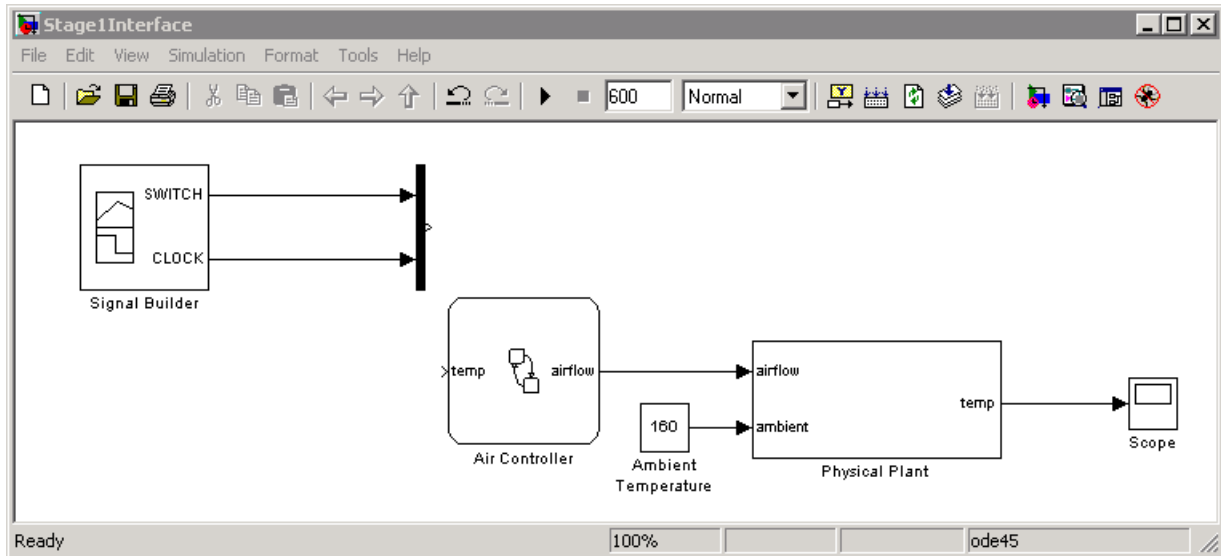 Stage1Interface
File Edit View Simulation Format Tools Help
600 Normal
SWITCH
CLOCK
Signal Builder
temp airflow
Air Controller
160
Ambient
Temperature
airflow
ambient
temp
Physical Plant
Scope
Ready 100% ode45